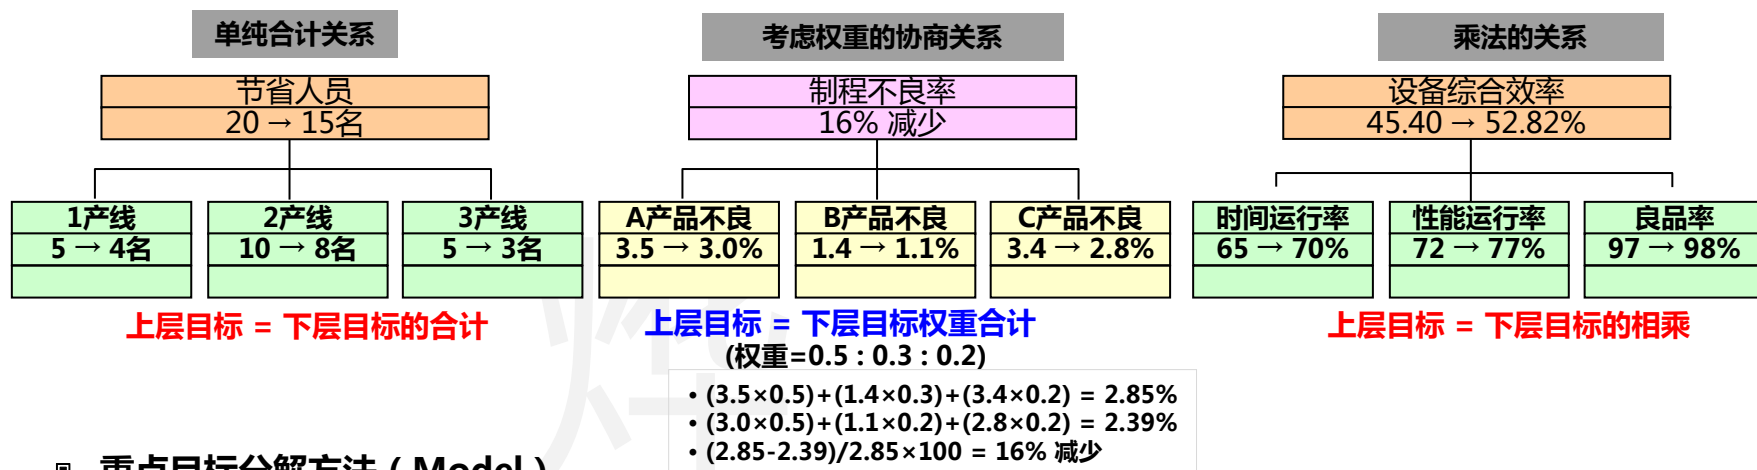 单纯合计关系
节省人员
20 → 15名
1产线
5 → 4名
2产线
10 → 8名
3产线
5 → 3名
上层目标 = 下层目标的合计
考虑权重的协商关系
制程不良率
16% 减少
A产品不良
3.5 → 3.0%
B产品不良
1.4 → 1.1%
C产品不良
3.4 → 2.8%
上层目标 = 下层目标权重合计
(权重=0.5 : 0.3 : 0.2)
• (3.5×0.5)+(1.4×0.3)+(3.4×0.2) = 2.85%
• (3.0×0.5)+(1.1×0.2)+(2.8×0.2) = 2.39%
• (2.85-2.39)/2.85×100 = 16% 减少
乘法的关系
设备综合效率
45.40 → 52.82%
时间运行率
65 → 70%
性能运行率
72 → 77%
良品率
97 → 98%
上层目标 = 下层目标的相乘
重点目标分解方法 ( Model )